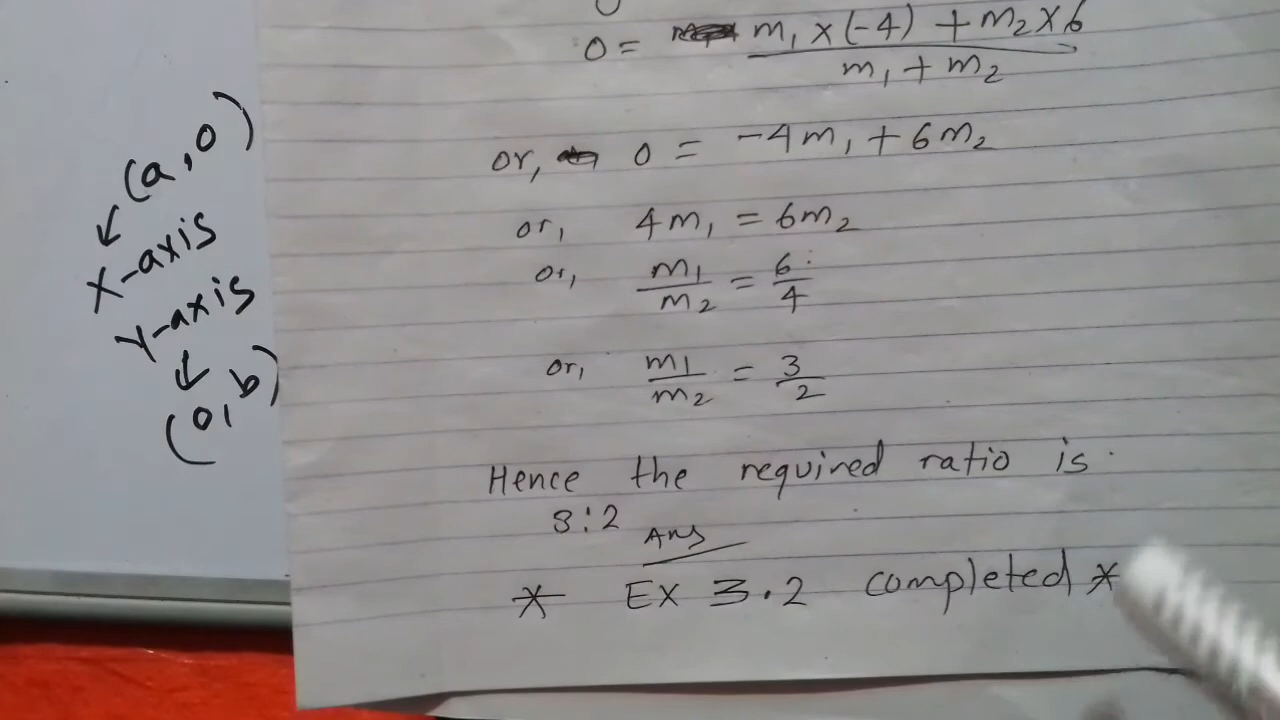 (a, 0)
X-axis
Y-axis
(0, b)
0 = m₁ × (-4) + m₂ × 6
m₁ + m₂
or, 0 = -4m₁ + 6m₂
or, 4m₁ = 6m₂
or, m₁/m₂ = 6/4
or, m₁/m₂ = 3/2
Hence the required ratio is
3:2 Ans
* EX 3.2 completed *